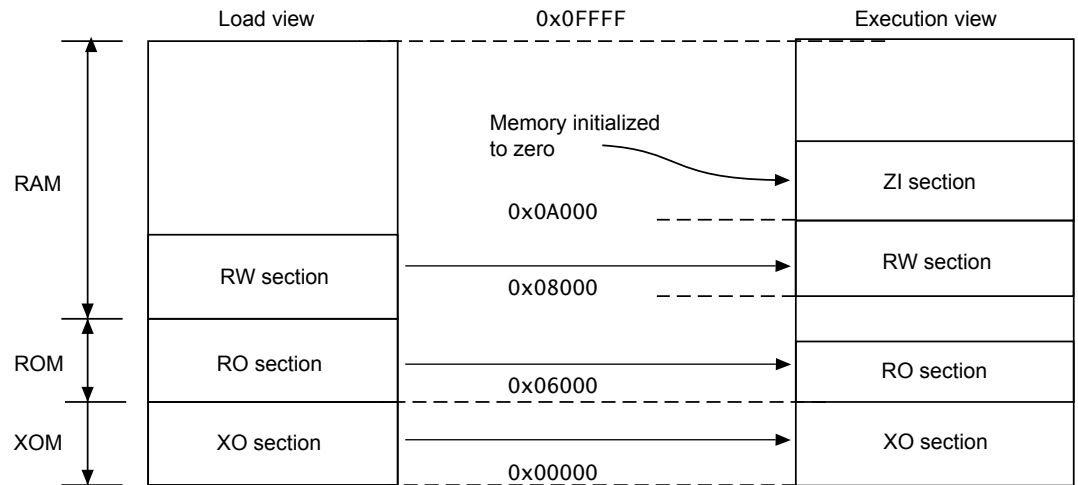 Load view
0x0FFFF
Execution view
Memory initialized
to zero
RAM
ZI section
0x0A000
RW section
RW section
0x08000
ROM
RO section
RO section
0x06000
XOM
XO section
XO section
0x00000